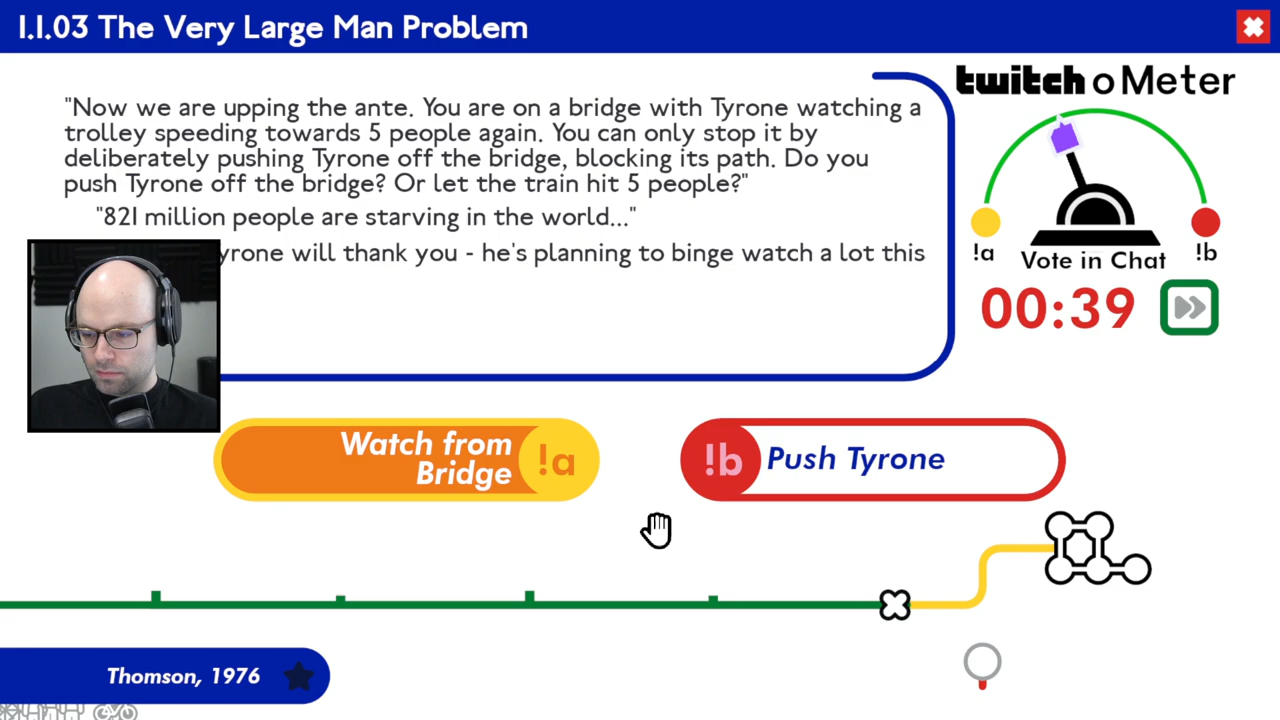 1.1.03 The Very Large Man Problem
"Now we are upping the ante. You are on a bridge with Tyrone watching a
trolley speeding towards 5 people again. You can only stop it by
deliberately pushing Tyrone off the bridge, blocking its path. Do you
push Tyrone off the bridge? Or let the train hit 5 people?"
"821 million people are starving in the world..."
yrone will thank you - he's planning to binge watch a lot this
twitch o Meter
!a
Vote in Chat
!b
00:39
Watch from
Bridge
!a
!b
Push Tyrone
Thomson, 1976